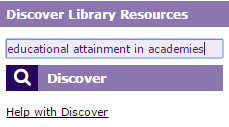 Discover Library Resources
educational attainment in academies
Discover
Help with Discover